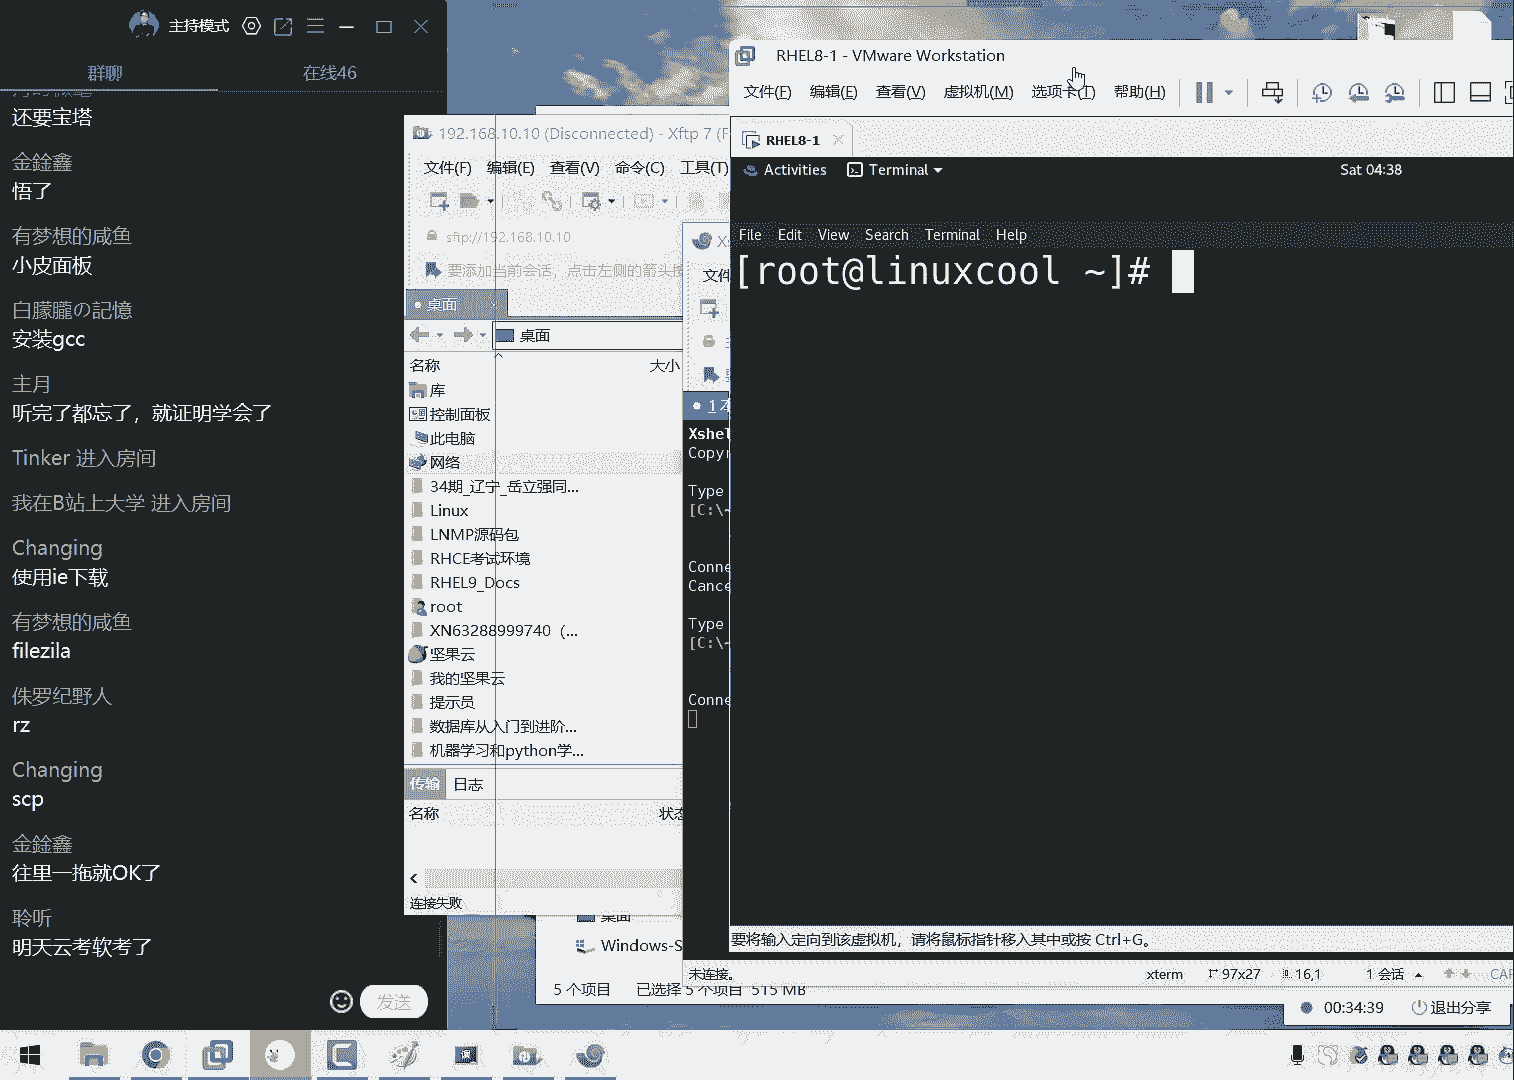 主持模式
群聊
在线46
还要宝塔
金鍂鑫
悟了
有梦想的咸鱼
小皮面板
白朦朧の記憶
安装gcc
主月
听完了都忘了，就证明学会了
Tinker 进入房间
我在B站上大学 进入房间
Changing
使用ie下载
有梦想的咸鱼
filezila
侏罗纪野人
rz
Changing
scp
金鍂鑫
往里一拖就OK了
聆听
明天云考软考了
发送
192.168.10.10 (Disconnected) - Xftp 7 (F
文件(F) 编辑(E) 查看(V) 命令(C) 工具(T)
sftp://192.168.10.10
要添加当前会话，点击左侧的箭头按
桌面
桌面
名称 大小
库
控制面板
此电脑
网络
34期_辽宁_岳立强同...
Linux
LNMP源码包
RHCE考试环境
RHEL9_Docs
root
XN63288999740（...
坚果云
我的坚果云
提示员
数据库从入门到进阶...
机器学习和python学...
传输 日志
名称 状态
连接失败
桌面
Windows-S
5 个项目 已选择 5 个项目 515 MB
文件
1 本
Xshel
Copyr
Type
[C:\~
Conne
Cance
Type
[C:\~
Conne
未连接。
xterm 97x27 16,1 1 会话 CAP
RHEL8-1 - VMware Workstation
文件(F) 编辑(E) 查看(V) 虚拟机(M) 选项卡(T) 帮助(H)
RHEL8-1
Activities Terminal Sat 04:38
File Edit View Search Terminal Help
[root@linuxcool ~]#
要将输入定向到该虚拟机，请将鼠标指针移入其中或按 Ctrl+G。
00:34:39 退出分享